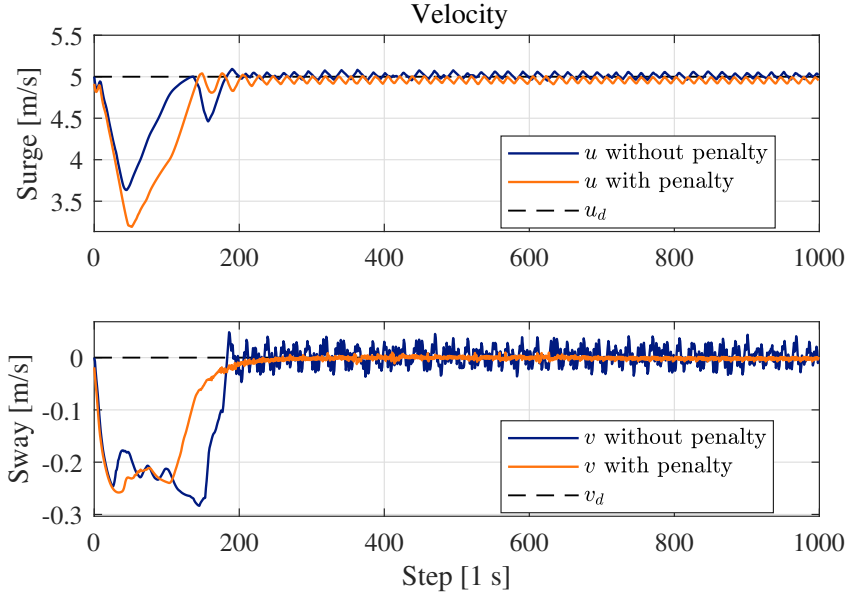 Velocity
5.5
5
4.5
4
3.5
Surge [m/s]
u without penalty
u with penalty
u_d
0 200 400 600 800 1000
0
-0.1
-0.2
-0.3
Sway [m/s]
v without penalty
v with penalty
v_d
0 200 400 600 800 1000
Step [1 s]